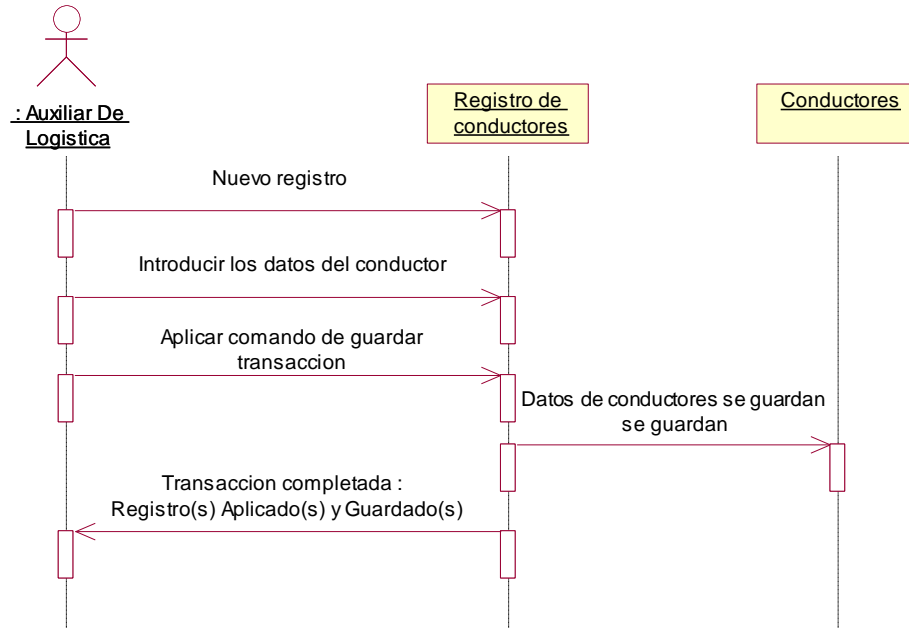 : Auxiliar De
Logistica
Registro de
conductores
Conductores
Nuevo registro
Introducir los datos del conductor
Aplicar comando de guardar
transaccion
Datos de conductores se guardan
se guardan
Transaccion completada :
Registro(s) Aplicado(s) y Guardado(s)